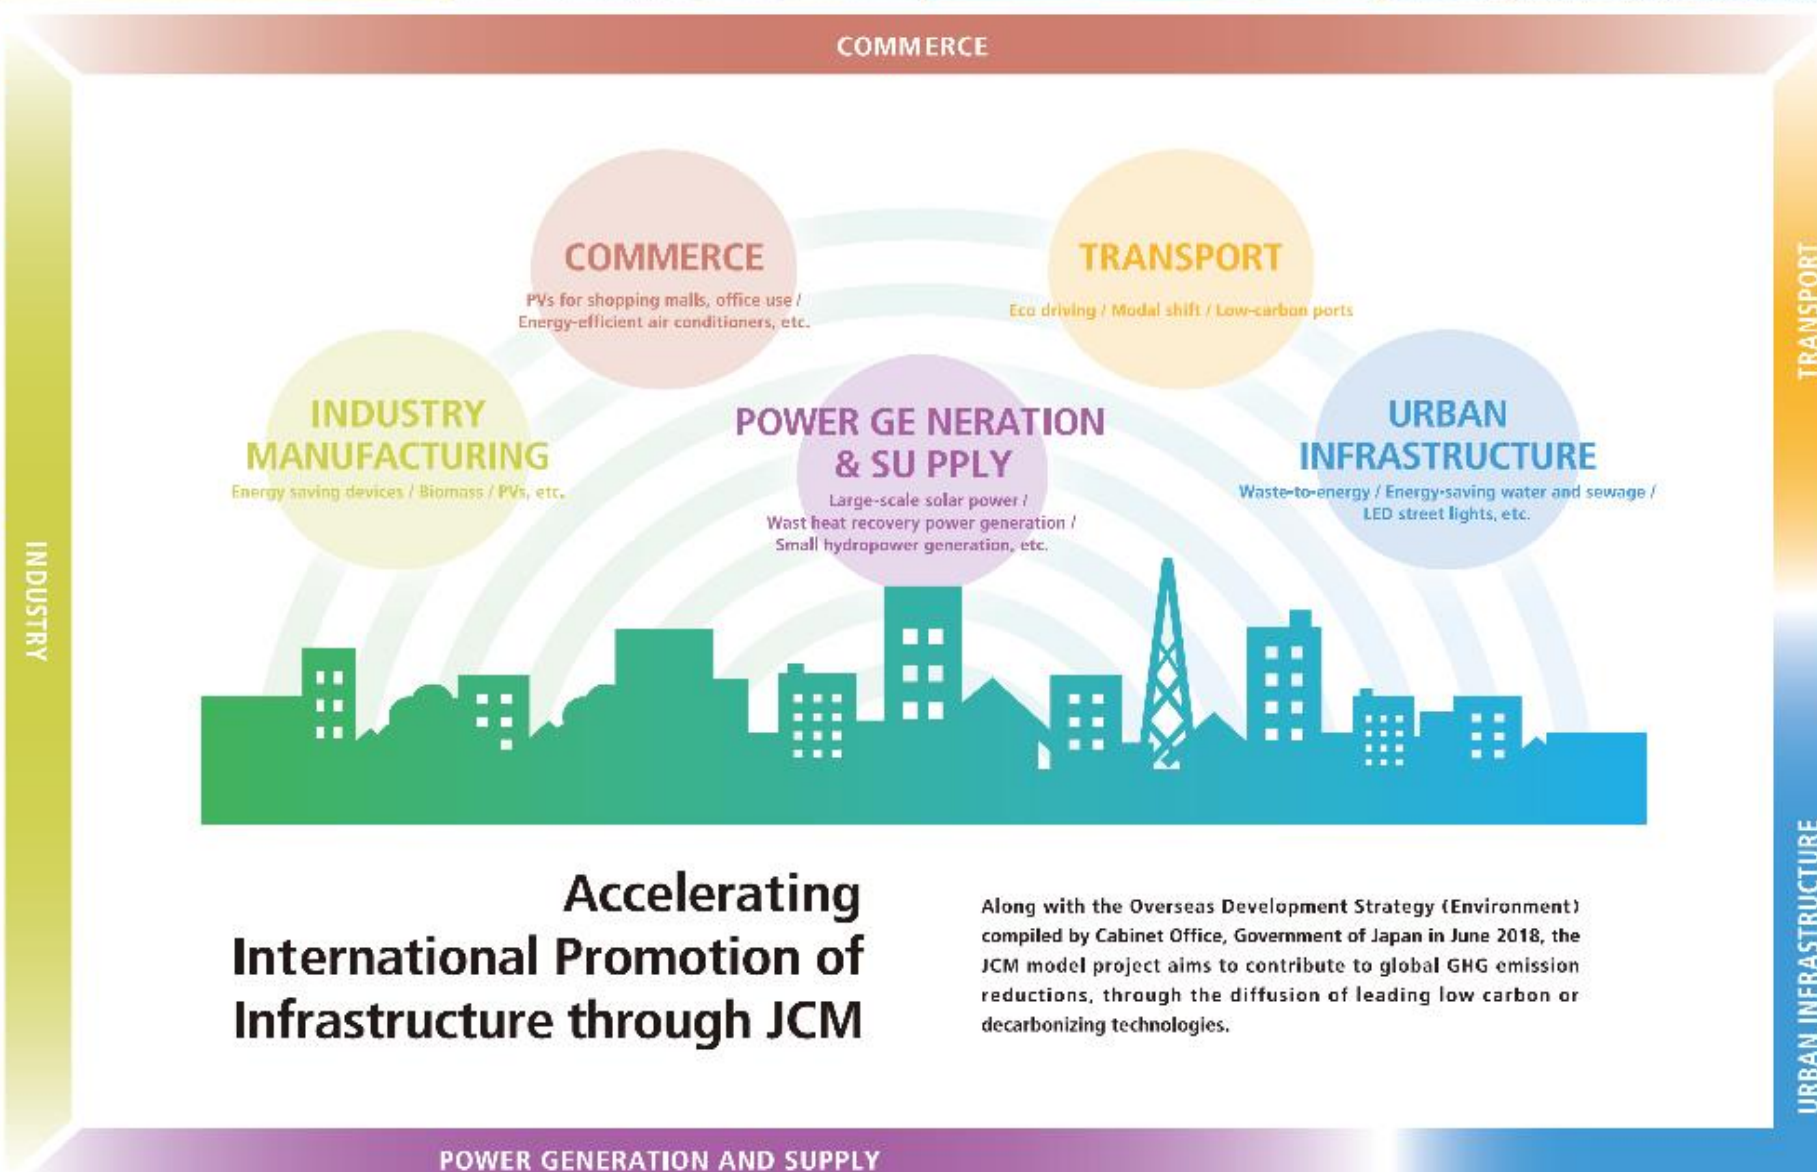 COMMERCE
COMMERCE
PVs for shopping malls, office use /
Energy-efficient air conditioners, etc.
TRANSPORT
Eco driving / Modal shift / Low-carbon ports
INDUSTRY
MANUFACTURING
Energy saving devices / Biomass / PVs, etc.
POWER GE NERATION
& SU PPLY
Large-scale solar power /
Wast heat recovery power generation /
Small hydropower generation, etc.
URBAN
INFRASTRUCTURE
Waste-to-energy / Energy-saving water and sewage /
LED street lights, etc.
INDUSTRY
TRANSPORT
URBAN INFRASTRUCTURE
Accelerating
International Promotion of
Infrastructure through JCM
Along with the Overseas Development Strategy (Environment)
compiled by Cabinet Office, Government of Japan in June 2018, the
JCM model project aims to contribute to global GHG emission
reductions, through the diffusion of leading low carbon or
decarbonizing technologies.
POWER GENERATION AND SUPPLY